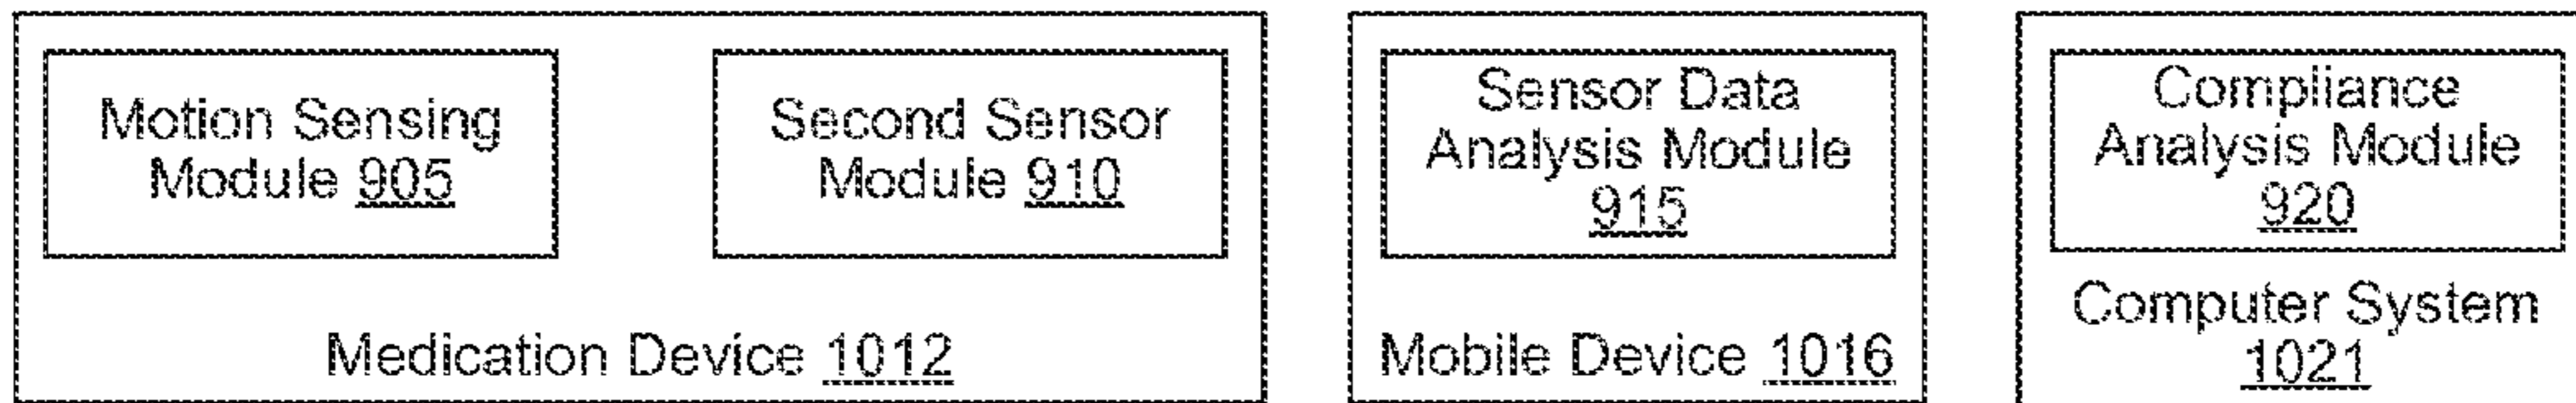 Motion Sensing
Module 905
Second Sensor
Module 910
Medication Device 1012
Sensor Data
Analysis Module
915
Mobile Device 1016
Compliance
Analysis Module
920
Computer System
1021